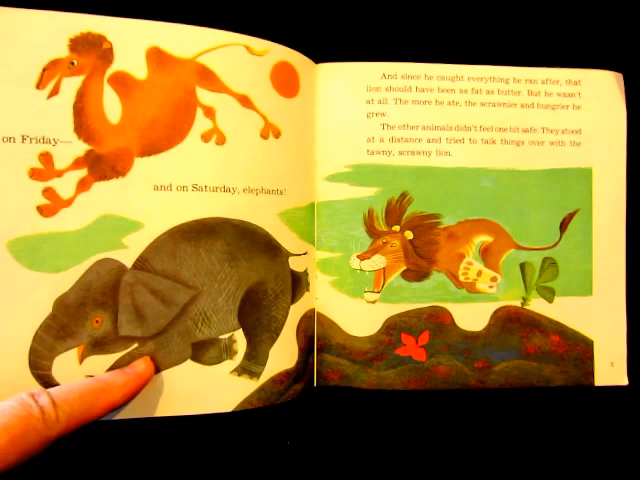 on Friday—
and on Saturday, elephants!
And since he caught everything he ran after, that
lion should have been as fat as butter. But he wasn't
at all. The more he ate, the scrawnier and hungrier he
grew.
The other animals didn't feel one bit safe. They stood
at a distance and tried to talk things over with the
tawny, scrawny lion.
5